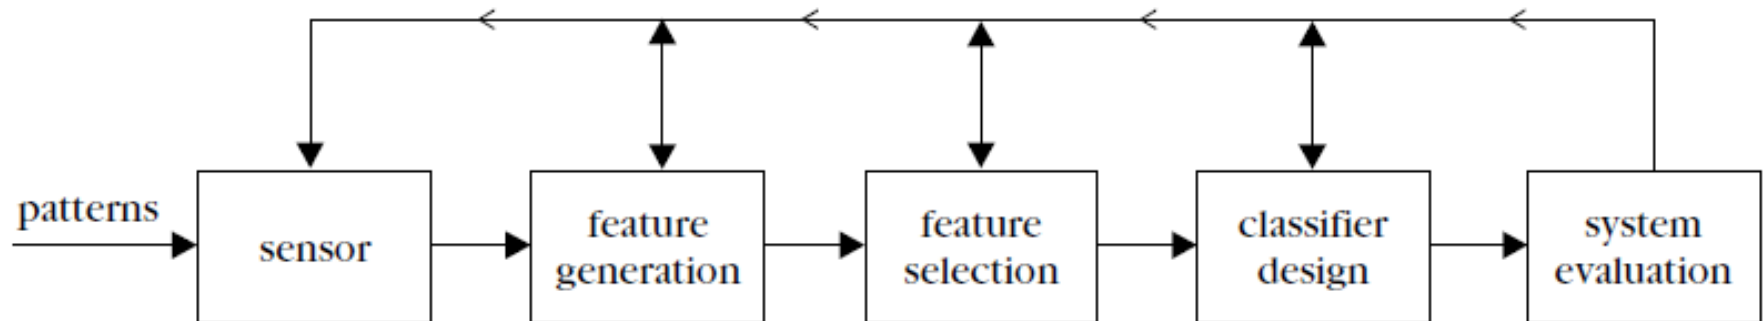 patterns
sensor
feature
generation
feature
selection
classifier
design
system
evaluation